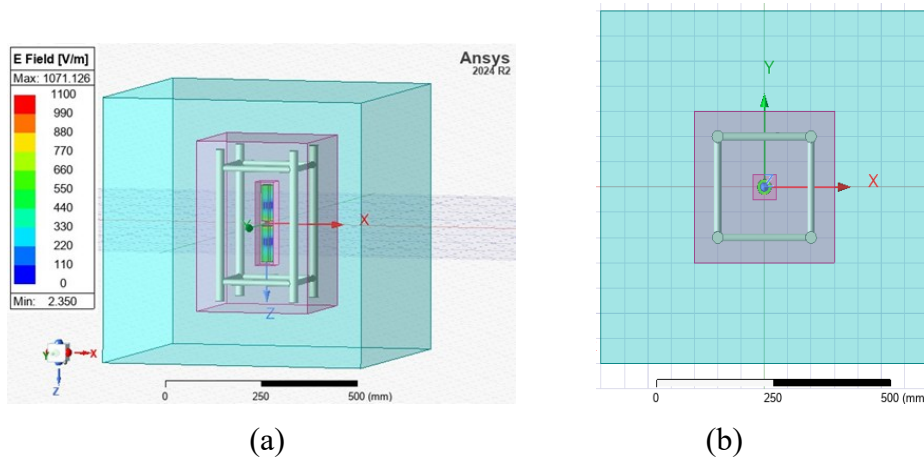 E Field [V/m]
Max: 1071.126
1100
990
880
770
660
550
440
330
220
110
0
Min: 2.350
Ansys
2024 R2
X
Y
Z
Y
X
Z
0
250
500 (mm)
(a)
Y
X
0
250
500 (mm)
(b)